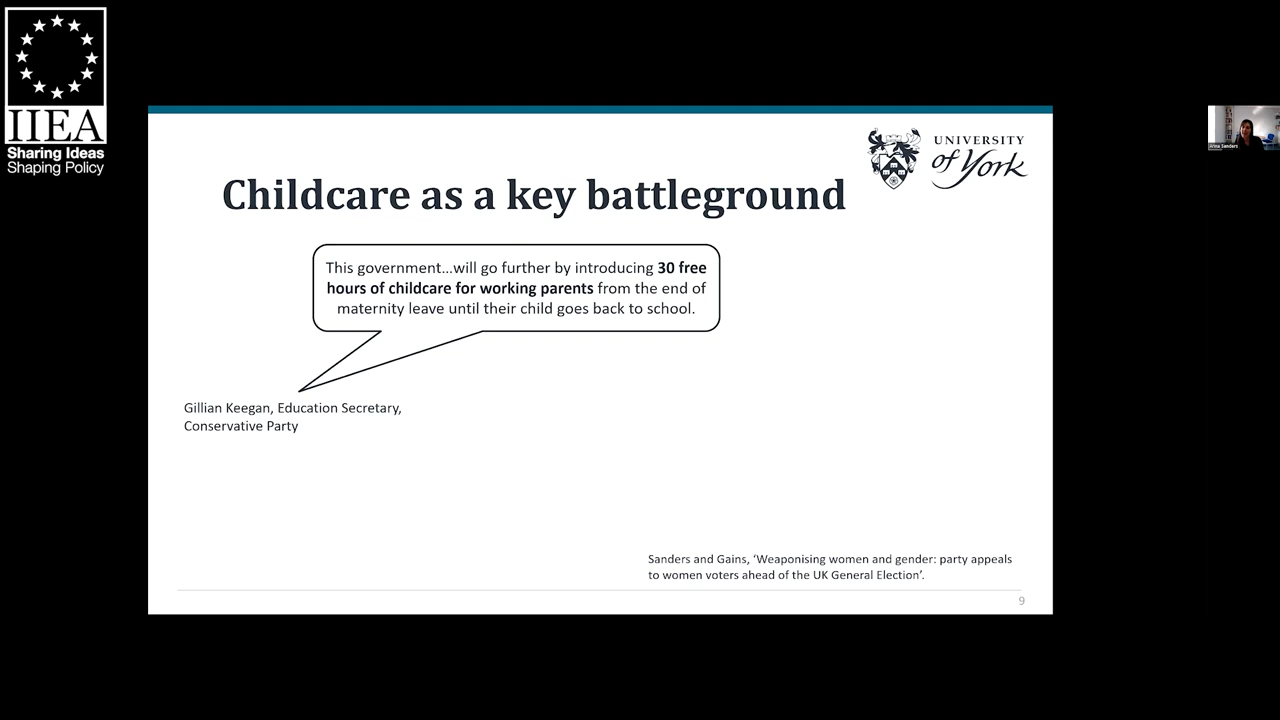 IIEA
Sharing Ideas
Shaping Policy
UNIVERSITY
of York
Childcare as a key battleground
This government...will go further by introducing 30 free
hours of childcare for working parents from the end of
maternity leave until their child goes back to school.
Gillian Keegan, Education Secretary,
Conservative Party
Sanders and Gains, ‘Weaponising women and gender: party appeals
to women voters ahead of the UK General Election’.
9
Anna Sanders